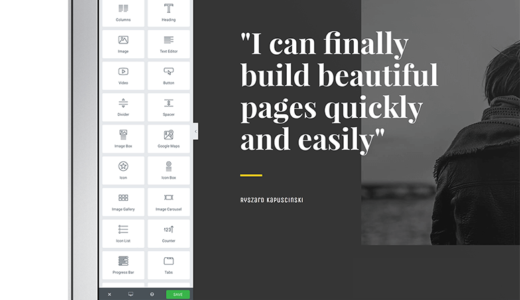 Columns
Heading
Image
Text Editor
Video
Button
Divider
Spacer
Image Box
Google Maps
Icon
Icon Box
Image Gallery
Image Carousel
Icon List
Counter
Progress Bar
Tabs
SAVE
"I can finally
build beautiful
pages quickly
and easily"
Ryszard Kapuscinski